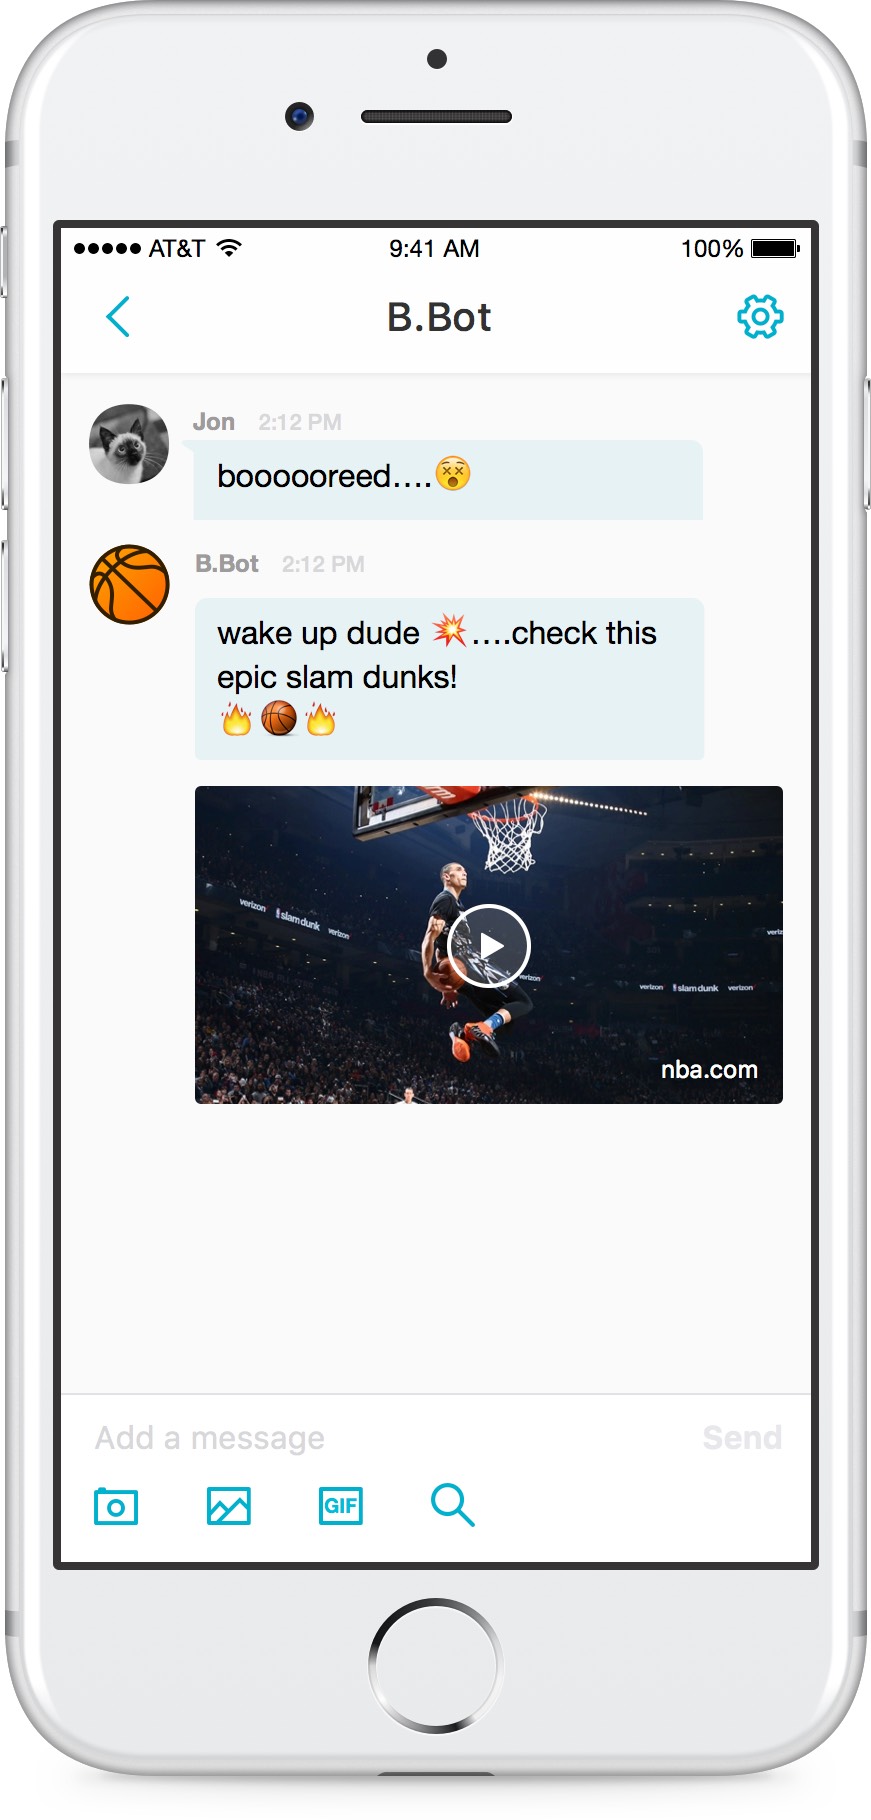 AT&T 9:41 AM 100%
B.Bot
Jon 2:12 PM
boooooreed....😵
B.Bot 2:12 PM
wake up dude 💥....check this
epic slam dunks!
🔥🏀🔥
verizon slam dunk verizon
verizon
verizon slam dunk verizon
nba.com
Add a message Send
GIF